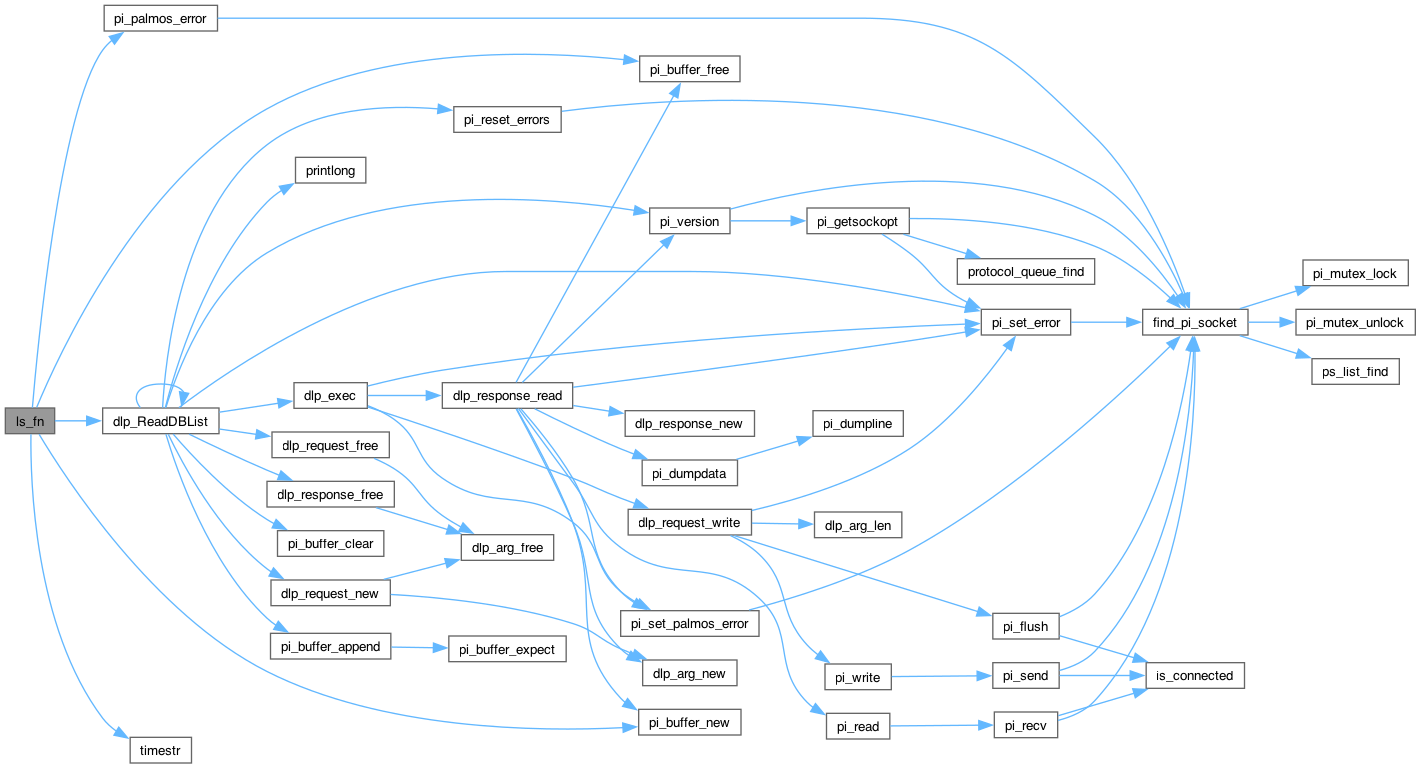 pi_palmos_error
pi_buffer_free
pi_reset_errors
printlong
pi_version
pi_getsockopt
protocol_queue_find
pi_mutex_lock
pi_set_error
find_pi_socket
pi_mutex_unlock
ps_list_find
dlp_exec
dlp_response_read
ls_fn
dlp_ReadDBList
dlp_response_new
pi_dumpline
dlp_request_free
pi_dumpdata
dlp_response_free
dlp_request_write
dlp_arg_len
pi_buffer_clear
dlp_arg_free
dlp_request_new
pi_set_palmos_error
pi_flush
pi_buffer_append
pi_buffer_expect
dlp_arg_new
pi_write
pi_send
is_connected
pi_buffer_new
pi_read
pi_recv
timestr